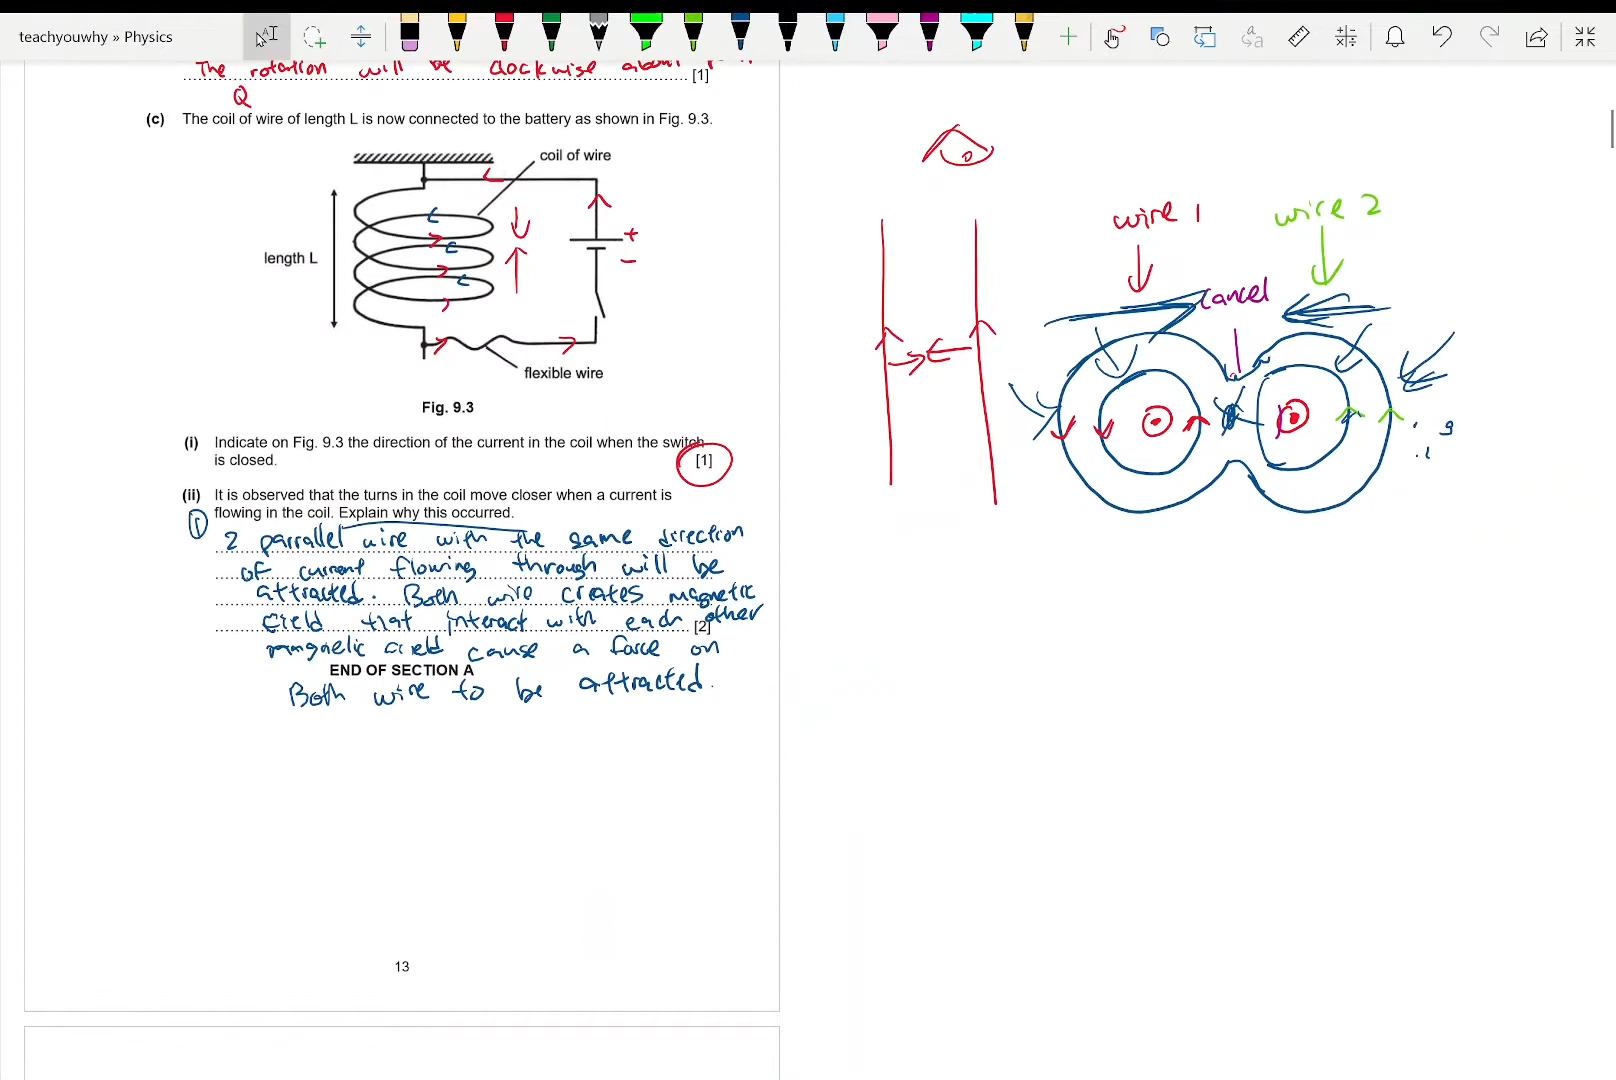 teachyouwhy » Physics
The rotation will be clockwise about
[1]
Q
(c) The coil of wire of length L is now connected to the battery as shown in Fig. 9.3.
coil of wire
length L
+
−
flexible wire
Fig. 9.3
(i) Indicate on Fig. 9.3 the direction of the current in the coil when the switch
is closed. [1]
(ii) It is observed that the turns in the coil move closer when a current is
flowing in the coil. Explain why this occurred.
① 2 parrallel wire with the same direction
of current flowing through will be
attracted. Both wire creates magnetic
field that interact with each other
[2]
magnetic field cause a force on
END OF SECTION A
Both wire to be attracted.
13
wire 1
wire 2
cancel